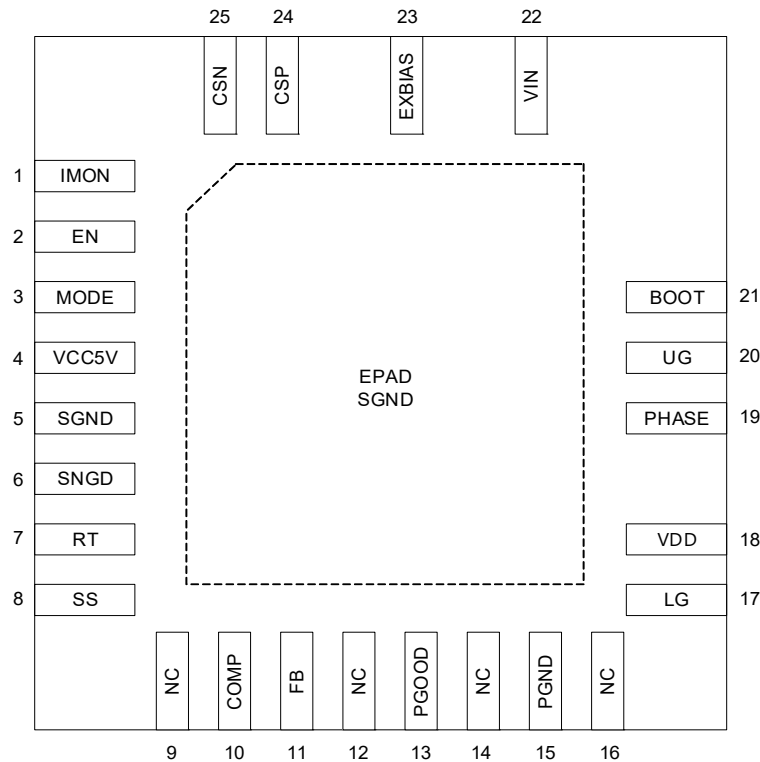 25 24 23 22
CSN CSP EXBIAS VIN
1 IMON
2 EN
3 MODE BOOT 21
4 VCC5V UG 20
EPAD
SGND
5 SGND PHASE 19
6 SNGD
7 RT VDD 18
8 SS LG 17
NC COMP FB NC PGOOD NC PGND NC
9 10 11 12 13 14 15 16